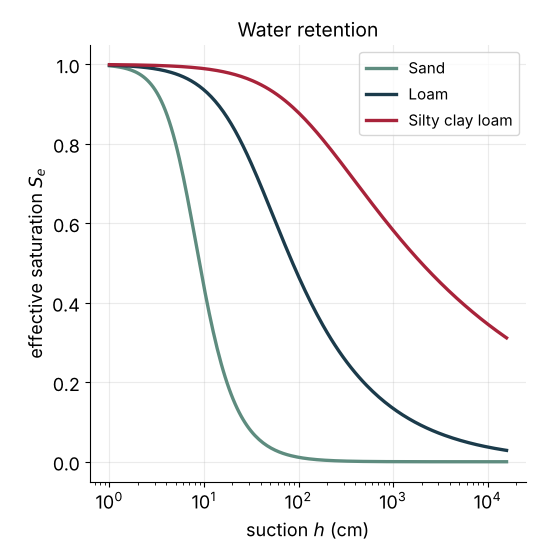 Water retention
Sand
Loam
Silty clay loam
effective saturation Sₑ
1.0
0.8
0.6
0.4
0.2
0.0
10⁰ 10¹ 10² 10³ 10⁴
suction h (cm)